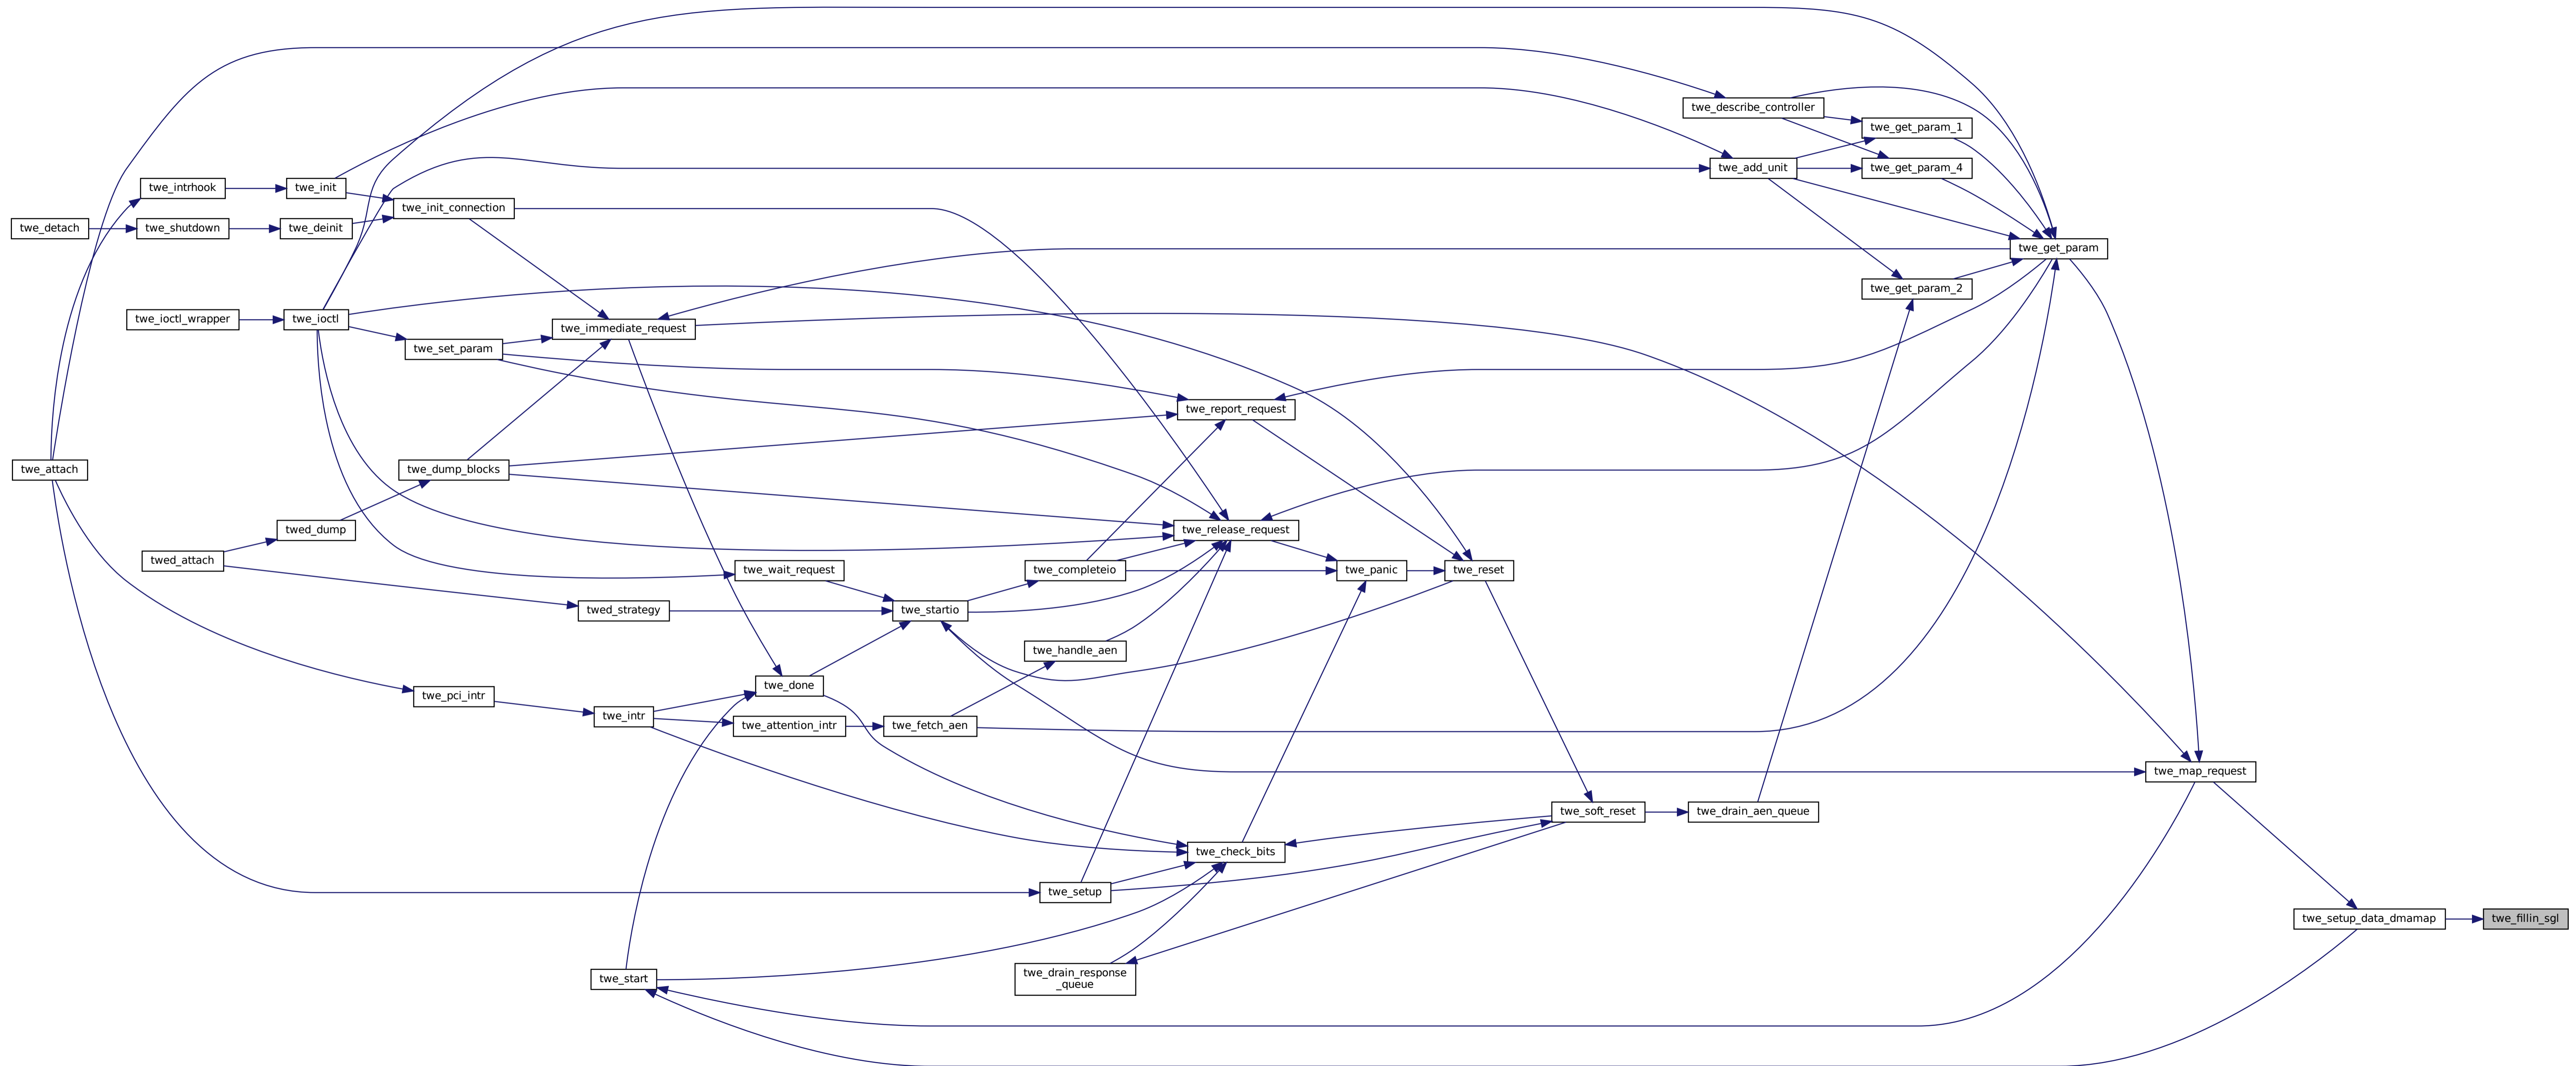 twe_describe_controller
twe_get_param_1
twe_add_unit
twe_get_param_4
twe_intrhook
twe_init
twe_init_connection
twe_detach
twe_shutdown
twe_deinit
twe_get_param
twe_get_param_2
twe_ioctl_wrapper
twe_ioctl
twe_immediate_request
twe_set_param
twe_report_request
twe_attach
twe_dump_blocks
twed_dump
twe_release_request
twed_attach
twe_wait_request
twe_completeio
twe_panic
twe_reset
twed_strategy
twe_startio
twe_handle_aen
twe_done
twe_pci_intr
twe_intr
twe_attention_intr
twe_fetch_aen
twe_map_request
twe_soft_reset
twe_drain_aen_queue
twe_check_bits
twe_setup
twe_setup_data_dmamap
twe_fillin_sgl
twe_start
twe_drain_response
_queue